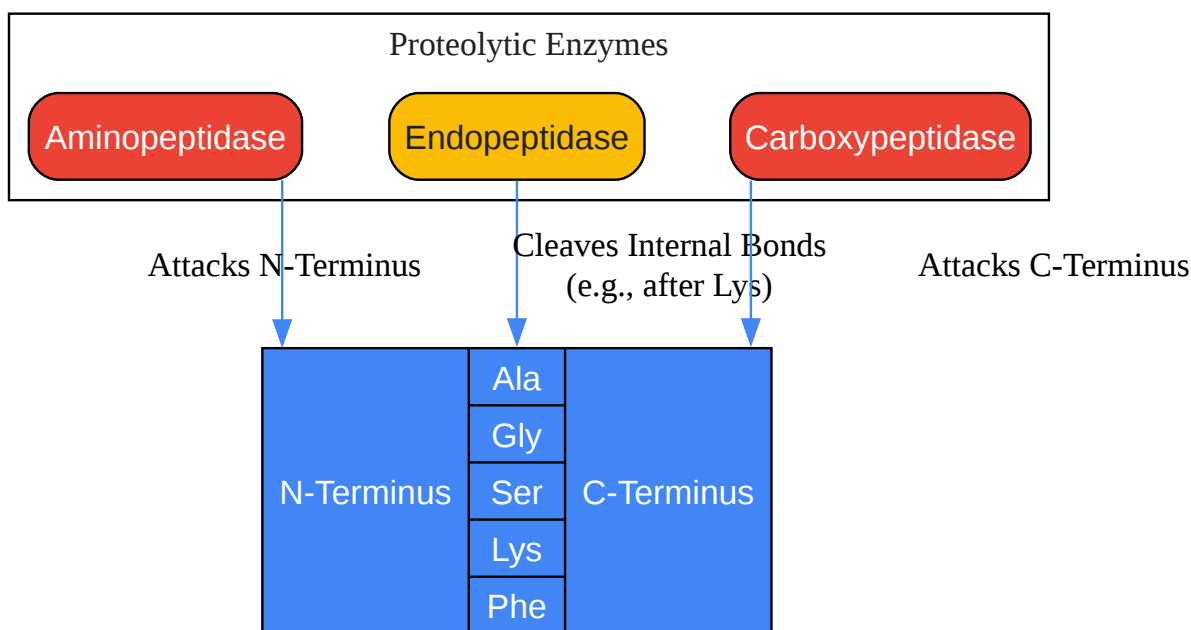 Proteolytic Enzymes
Aminopeptidase
Endopeptidase
Carboxypeptidase
Attacks N-Terminus
Cleaves Internal Bonds
(e.g., after Lys)
Attacks C-Terminus
N-Terminus
Ala
Gly
Ser
Lys
Phe
C-Terminus